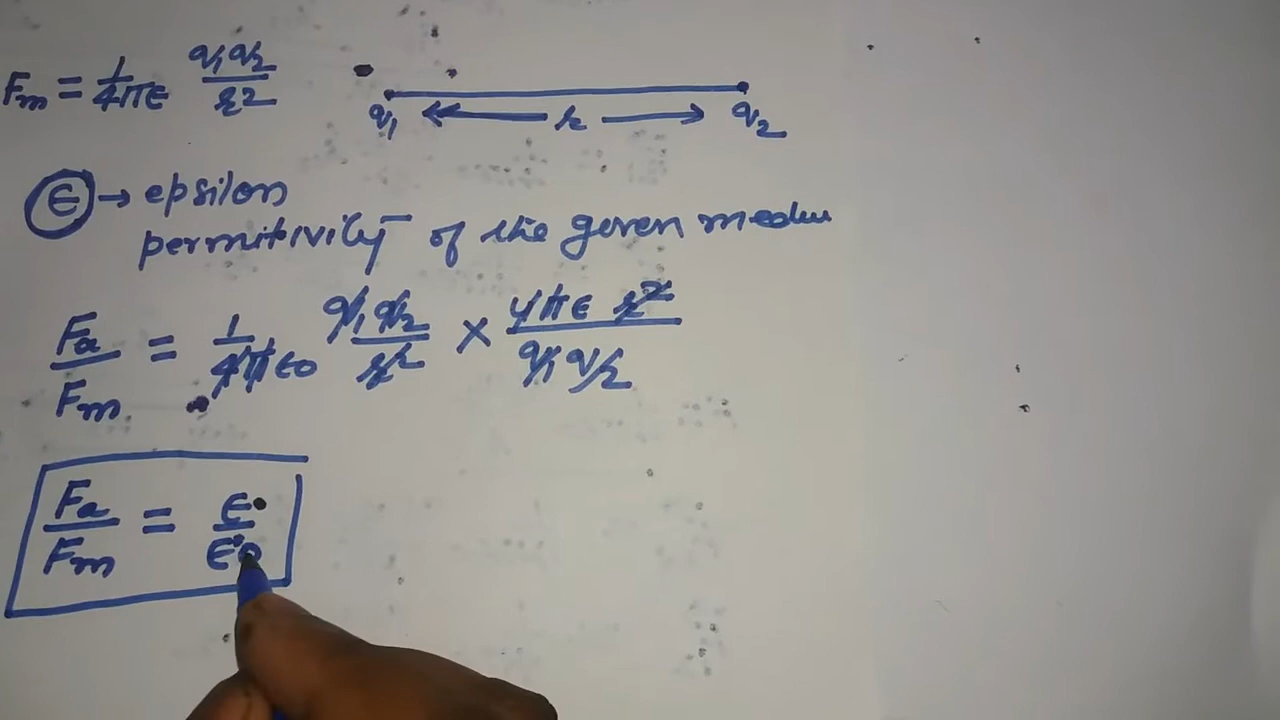 Fm = 1/4πε q1q2/r2
q1 ← r → q2
ε → epsilon
permitivity of the given medu
Fa/Fm = 1/4πε0 q1q2/r2 × 4πε r2/q1q2
Fa/Fm = ε/ε0